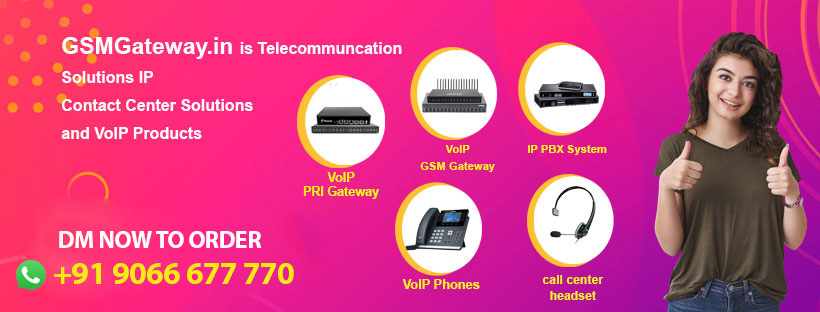 GSMGateway.in is Telecommuncation
Solutions IP
Contact Center Solutions
and VoIP Products
VoIP
PRI Gateway
VoIP
GSM Gateway
IP PBX System
VoIP Phones
call center
headset
DM NOW TO ORDER
+91 9066 677 770